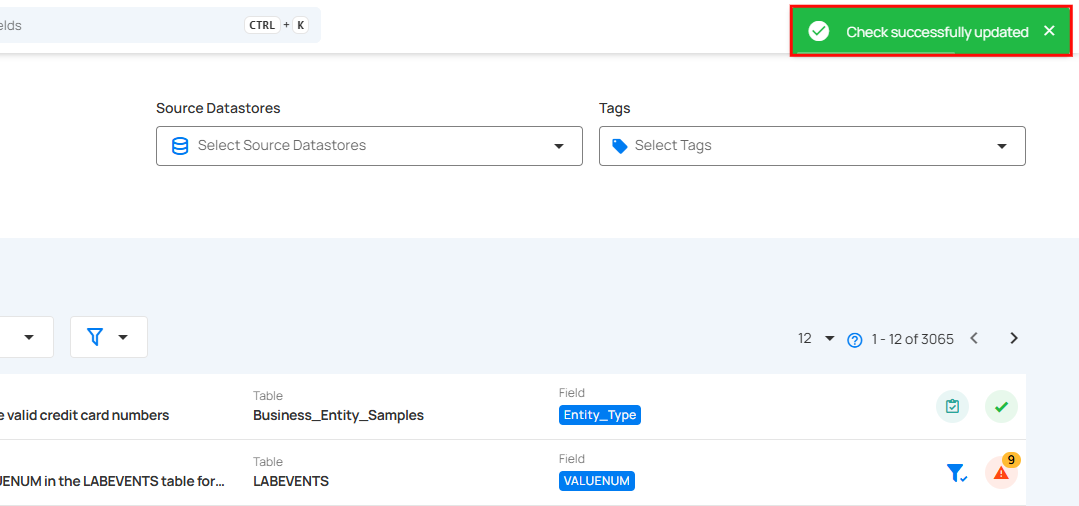 elds
CTRL + K
Check successfully updated
Source Datastores
Tags
Select Source Datastores
Select Tags
12
1 - 12 of 3065
Table
Field
e valid credit card numbers
Business_Entity_Samples
Entity_Type
Table
Field
9
UENUM in the LABEVENTS table for...
LABEVENTS
VALUENUM